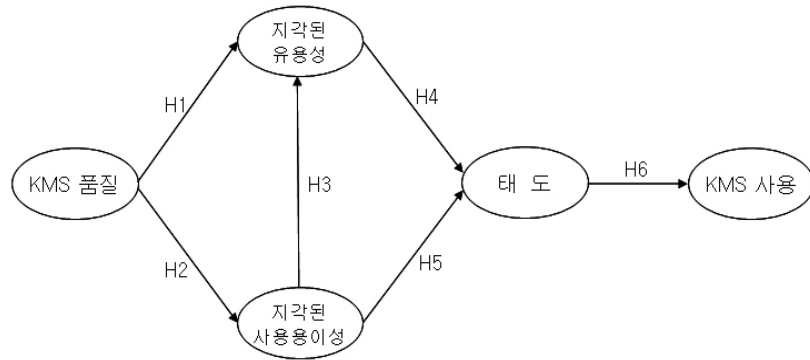 지각된
유용성
H1
H4
KMS 품질
H3
태 도
H6
KMS 사용
H2
H5
지각된
사용용이성